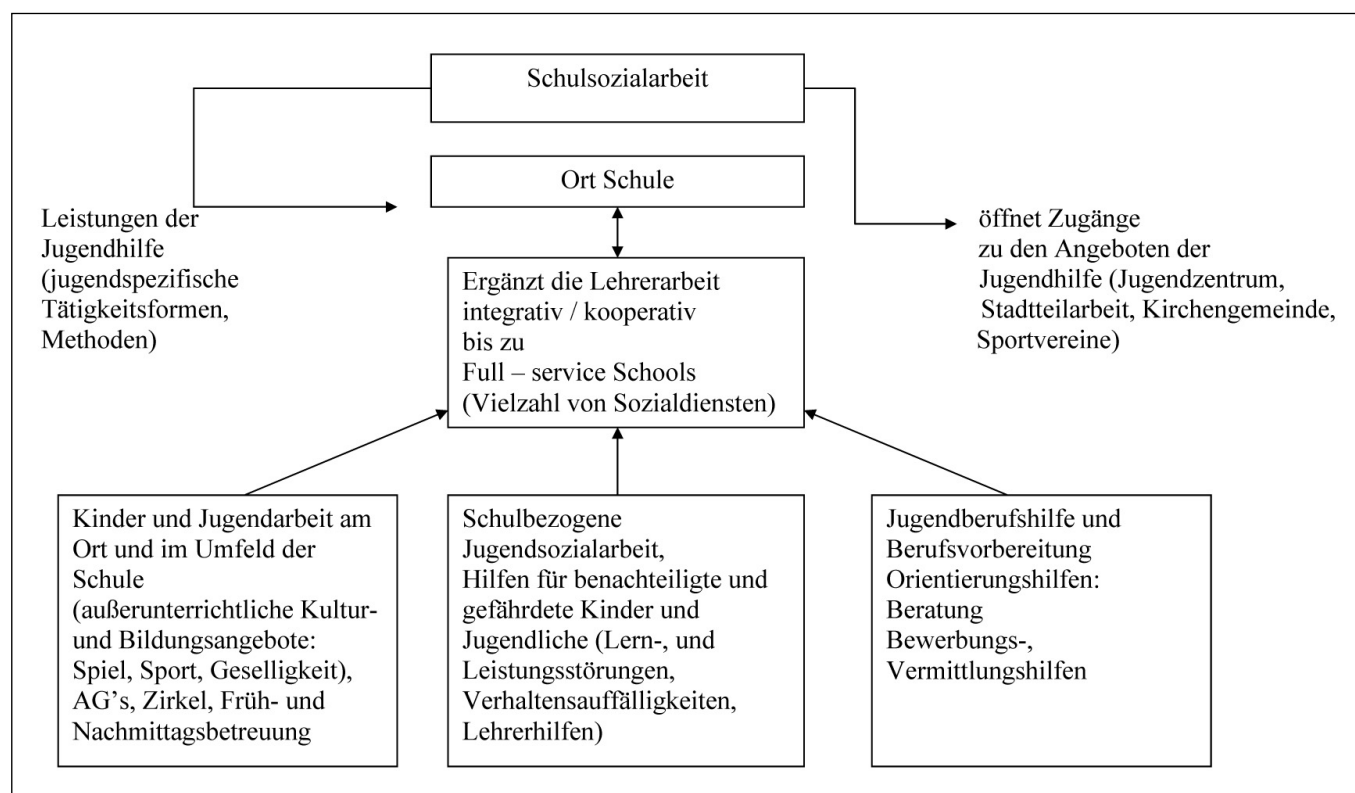 Schulsozialarbeit
Ort Schule
Leistungen der
Jugendhilfe
(jugendspezifische
Tätigkeitsformen,
Methoden)
öffnet Zugänge
zu den Angeboten der
Jugendhilfe (Jugendzentrum,
Stadtteilarbeit, Kirchengemeinde,
Sportvereine)
Ergänzt die Lehrerarbeit
integrativ / kooperativ
bis zu
Full – service Schools
(Vielzahl von Sozialdiensten)
Kinder und Jugendarbeit am
Ort und im Umfeld der
Schule
(außerunterrichtliche Kultur-
und Bildungsangebote:
Spiel, Sport, Geselligkeit),
AG’s, Zirkel, Früh- und
Nachmittagsbetreuung
Schulbezogene
Jugendsozialarbeit,
Hilfen für benachteiligte und
gefährdete Kinder und
Jugendliche (Lern-, und
Leistungsstörungen,
Verhaltensauffälligkeiten,
Lehrerhilfen)
Jugendberufshilfe und
Berufsvorbereitung
Orientierungshilfen:
Beratung
Bewerbungs-,
Vermittlungshilfen